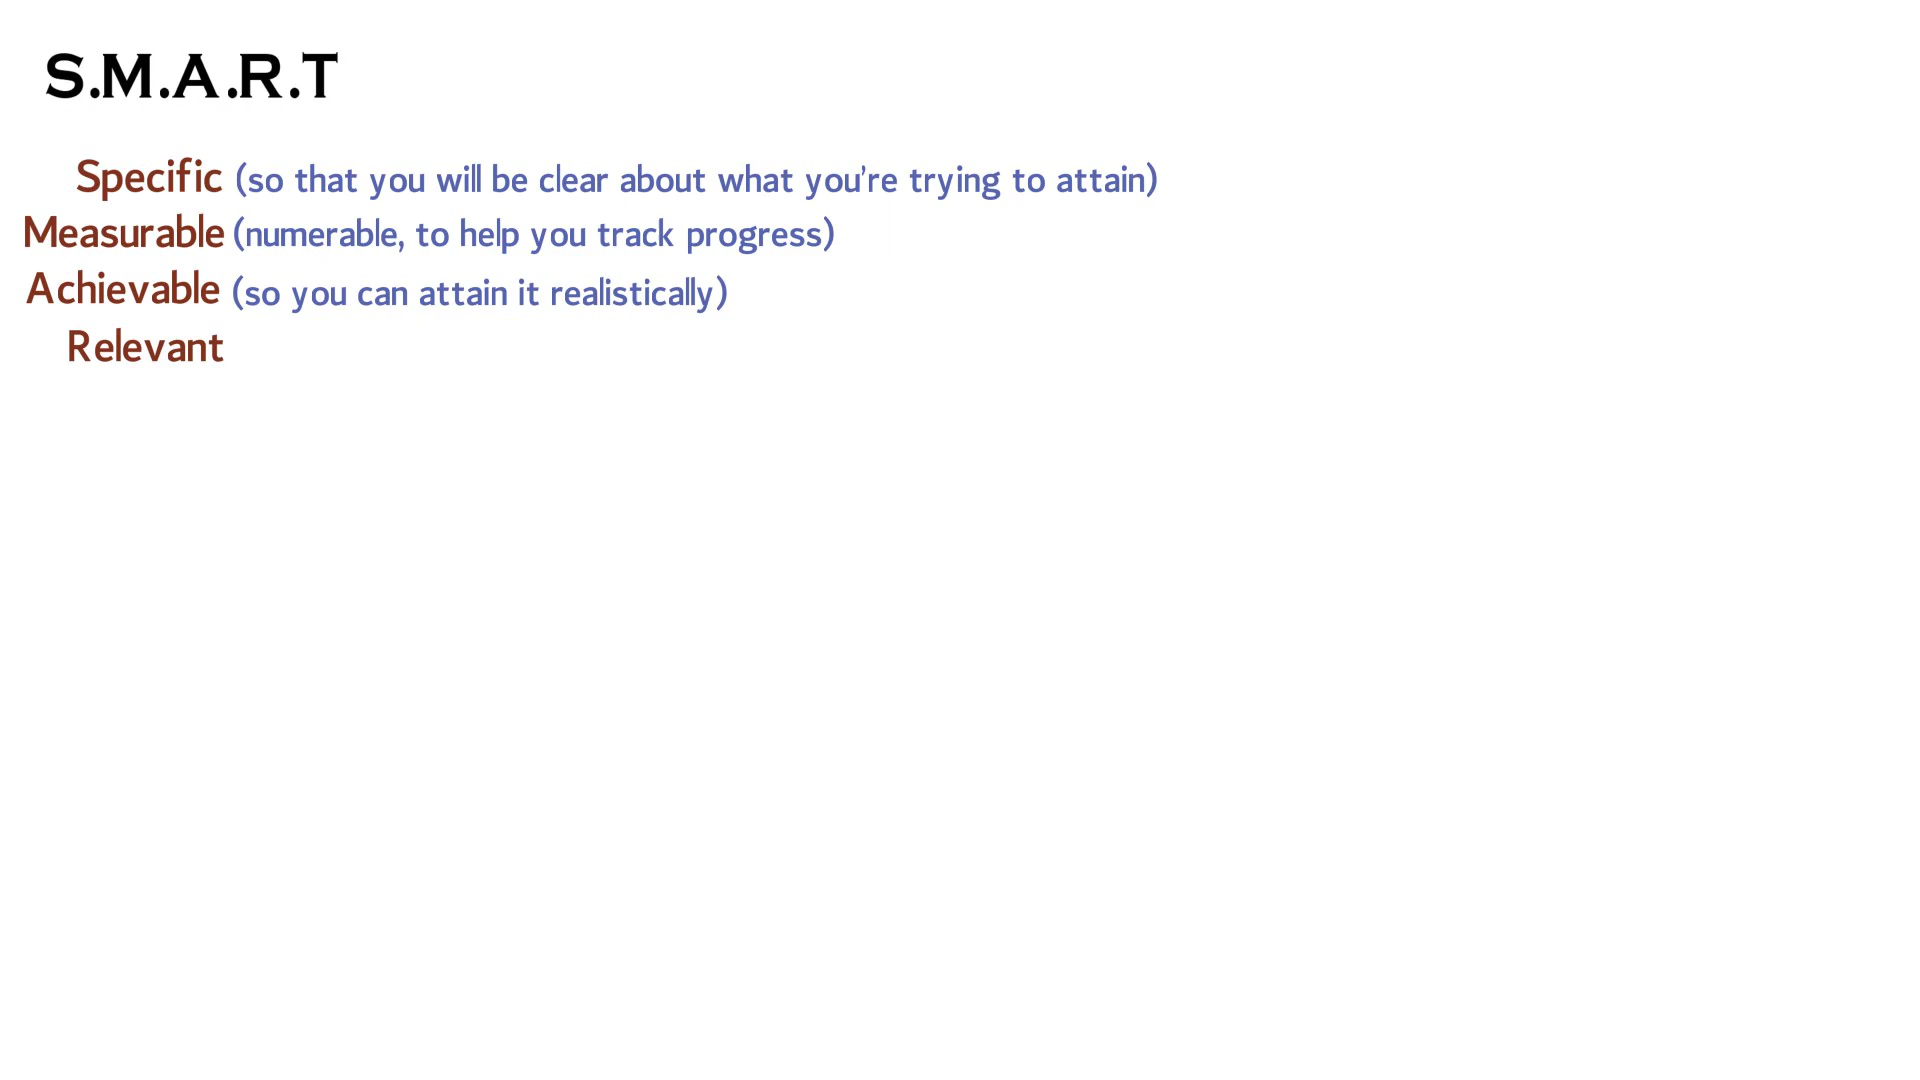 S.M.A.R.T
Specific (so that you will be clear about what you're trying to attain)
Measurable (numerable, to help you track progress)
Achievable (so you can attain it realistically)
Relevant